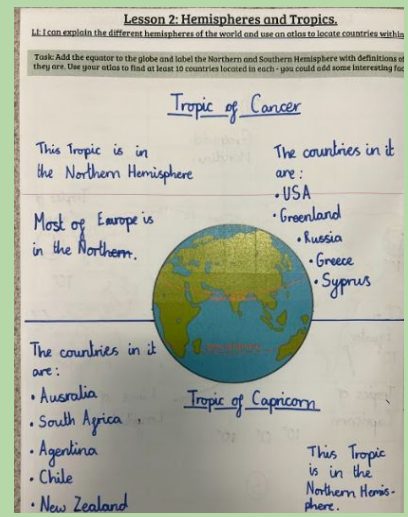 Lesson 2: Hemispheres and Tropics.
LI: I can explain the different hemispheres of the world and use an atlas to locate countries within
Task: Add the equator to the globe and label the Northern and Southern Hemisphere with definitions of
they are. Use your atlas to find at least 10 countries located in each - you could add some interesting fac
Tropic of Cancer
This Tropic is in
the Northern Hemisphere
Most of Europe is
in the Northern.
The countries in it
are:
• USA
• Greenland
• Russia
• Greece
• Syprus
The countries in it
are:
• Ausralia
• South Africa
• Agentina
• Chile
• New Zealand
Tropic of Capricorn
This Tropic
is in the
Northern Hemis-
phere.